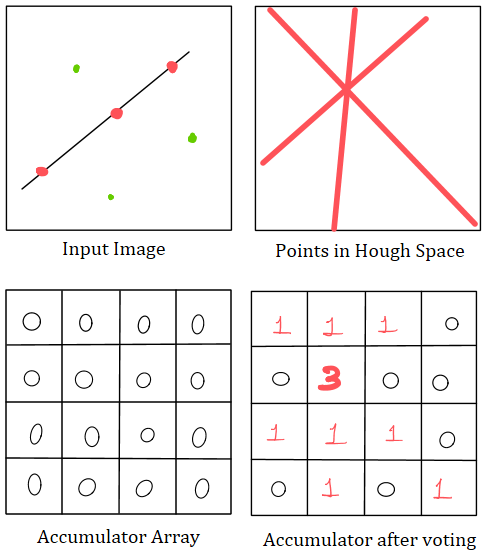 Input Image
Points in Hough Space
0 0 0 0
0 0 0 0
0 0 0 0
0 0 0 0
Accumulator Array
1 1 1 0
0 3 0 0
1 1 1 0
0 1 0 1
Accumulator after voting